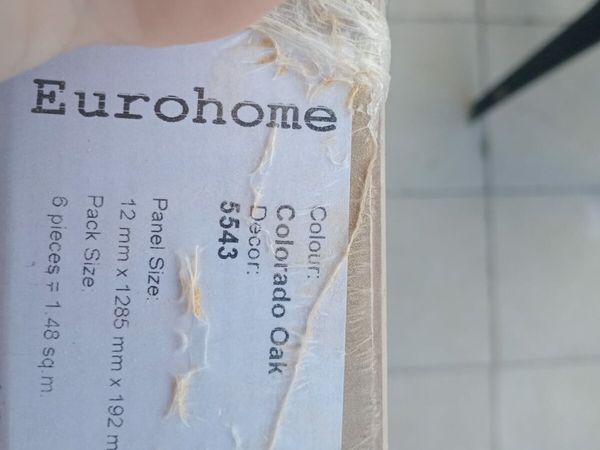 Eurohome
Colour:
Colorado Oak
Decor:
5543
Panel Size:
12 mm x 1285 mm x 192 m
Pack Size:
6 pieces = 1.48 sq.m.